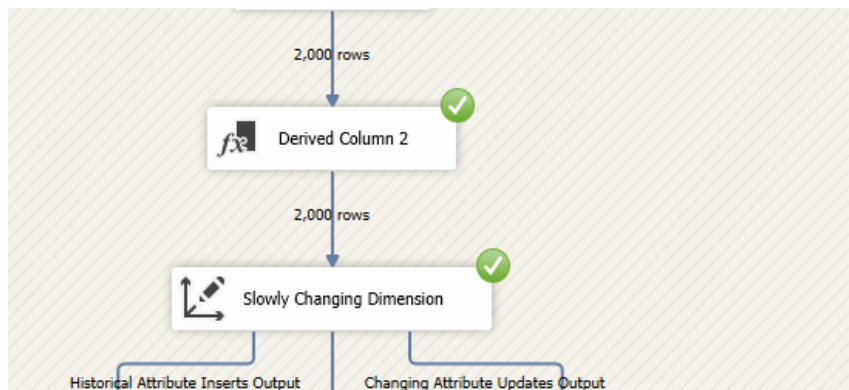 2,000 rows
fx
Derived Column 2
2,000 rows
Slowly Changing Dimension
Historical Attribute Inserts Output
Changing Attribute Updates Output